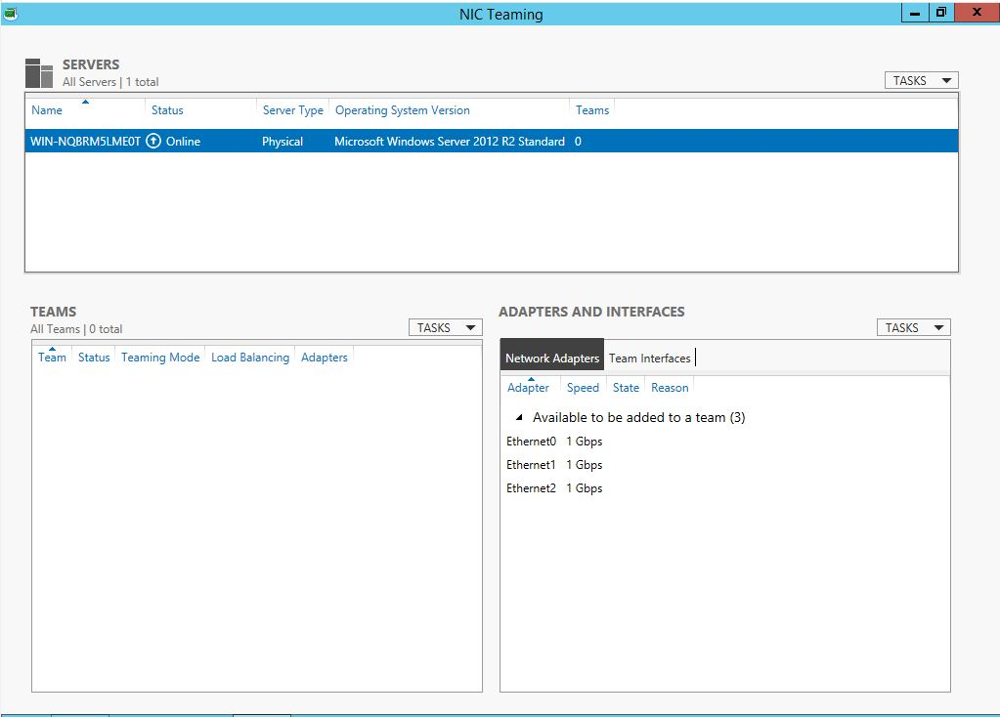 NIC Teaming
SERVERS
All Servers | 1 total
TASKS
Name Status Server Type Operating System Version Teams
WIN-NQBRM5LME0T Online Physical Microsoft Windows Server 2012 R2 Standard 0
TEAMS
All Teams | 0 total
TASKS
Team Status Teaming Mode Load Balancing Adapters
ADAPTERS AND INTERFACES
TASKS
Network Adapters Team Interfaces
Adapter Speed State Reason
Available to be added to a team (3)
Ethernet0 1 Gbps
Ethernet1 1 Gbps
Ethernet2 1 Gbps